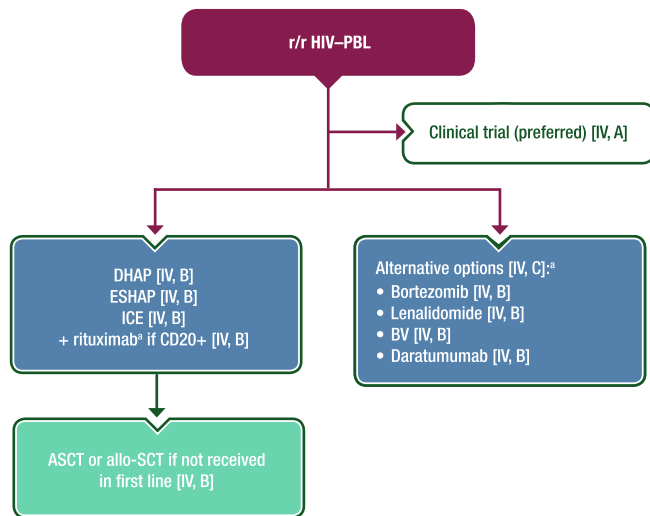 r/r HIV–PBL
Clinical trial (preferred) [IV, A]
DHAP [IV, B]
ESHAP [IV, B]
ICE [IV, B]
+ rituximabᵃ if CD20+ [IV, B]
Alternative options [IV, C]:ᵃ
• Bortezomib [IV, B]
• Lenalidomide [IV, B]
• BV [IV, B]
• Daratumumab [IV, B]
ASCT or allo-SCT if not received
in first line [IV, B]